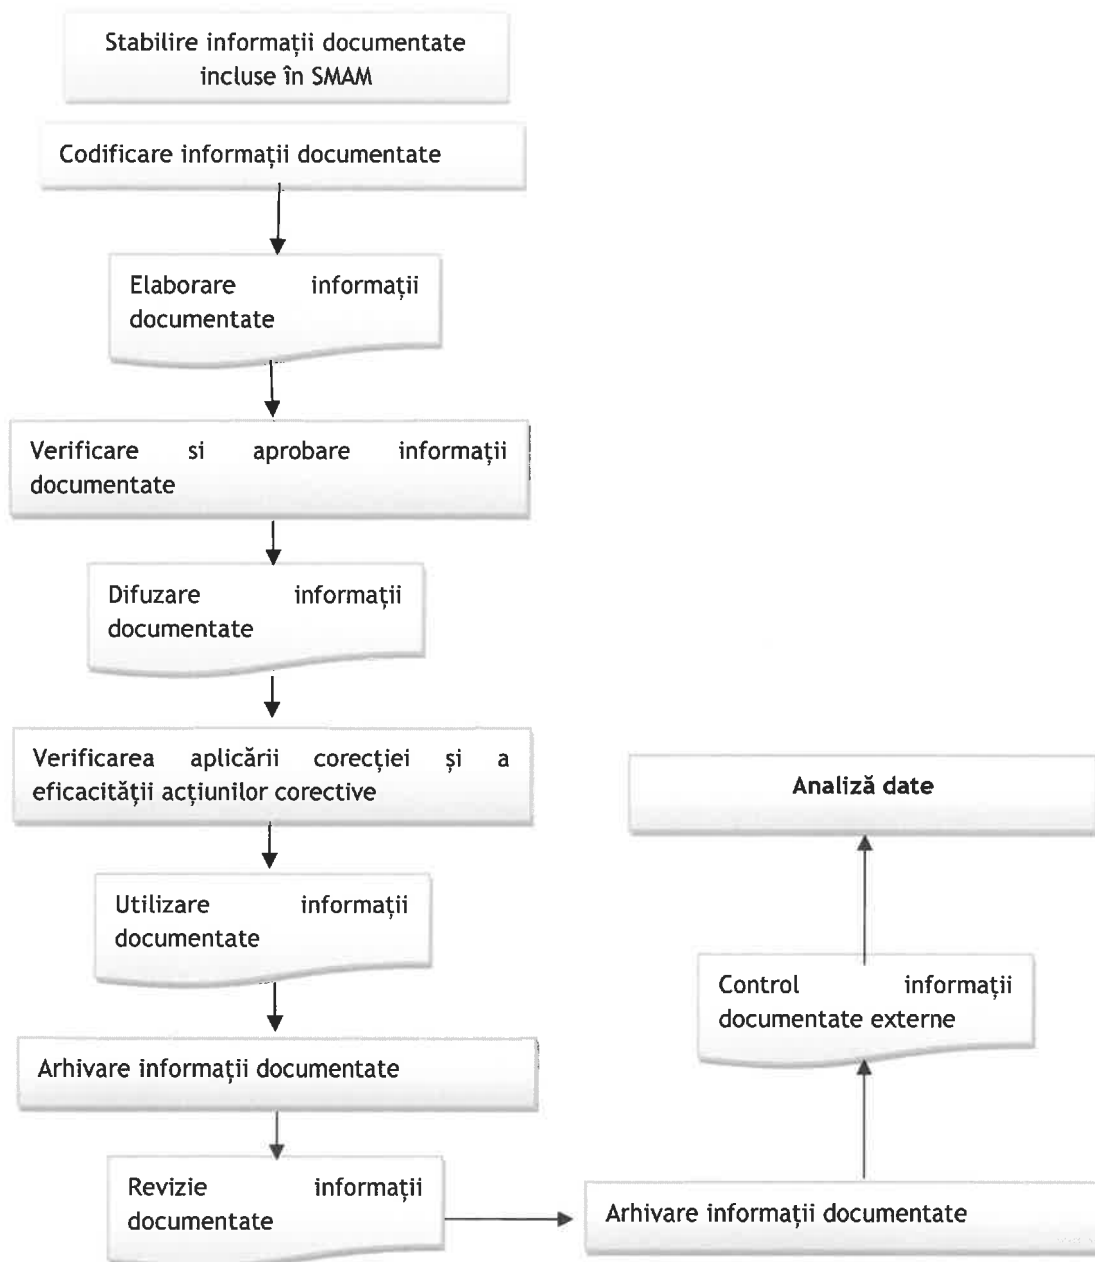 Stabilire informații documentate
incluse în SMAM
Codificare informații documentate
Elaborare informații
documentate
Verificare si aprobare informații
documentate
Difuzare informații
documentate
Verificarea aplicării corecției și a
eficacității acțiunilor corective
Utilizare informații
documentate
Arhivare informații documentate
Revizie informații
documentate
Arhivare informații documentate
Control informații
documentate externe
Analiză date